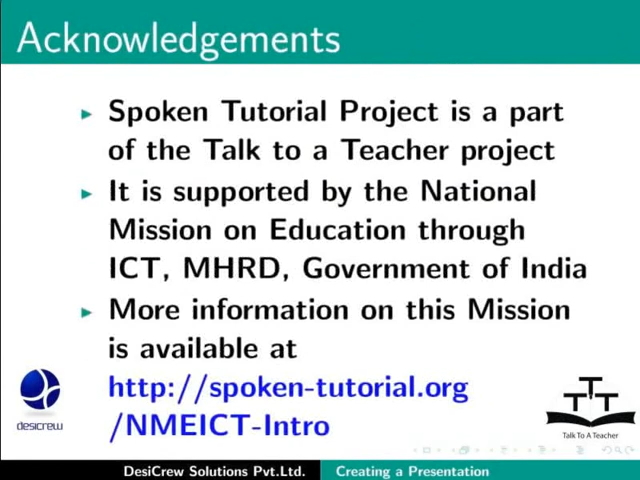 Acknowledgements
Spoken Tutorial Project is a part
of the Talk to a Teacher project
It is supported by the National
Mission on Education through
ICT, MHRD, Government of India
More information on this Mission
is available at
http://spoken-tutorial.org
/NMEICT-Intro
desicrew
TTT
Talk To A Teacher
DesiCrew Solutions Pvt.Ltd.
Creating a Presentation